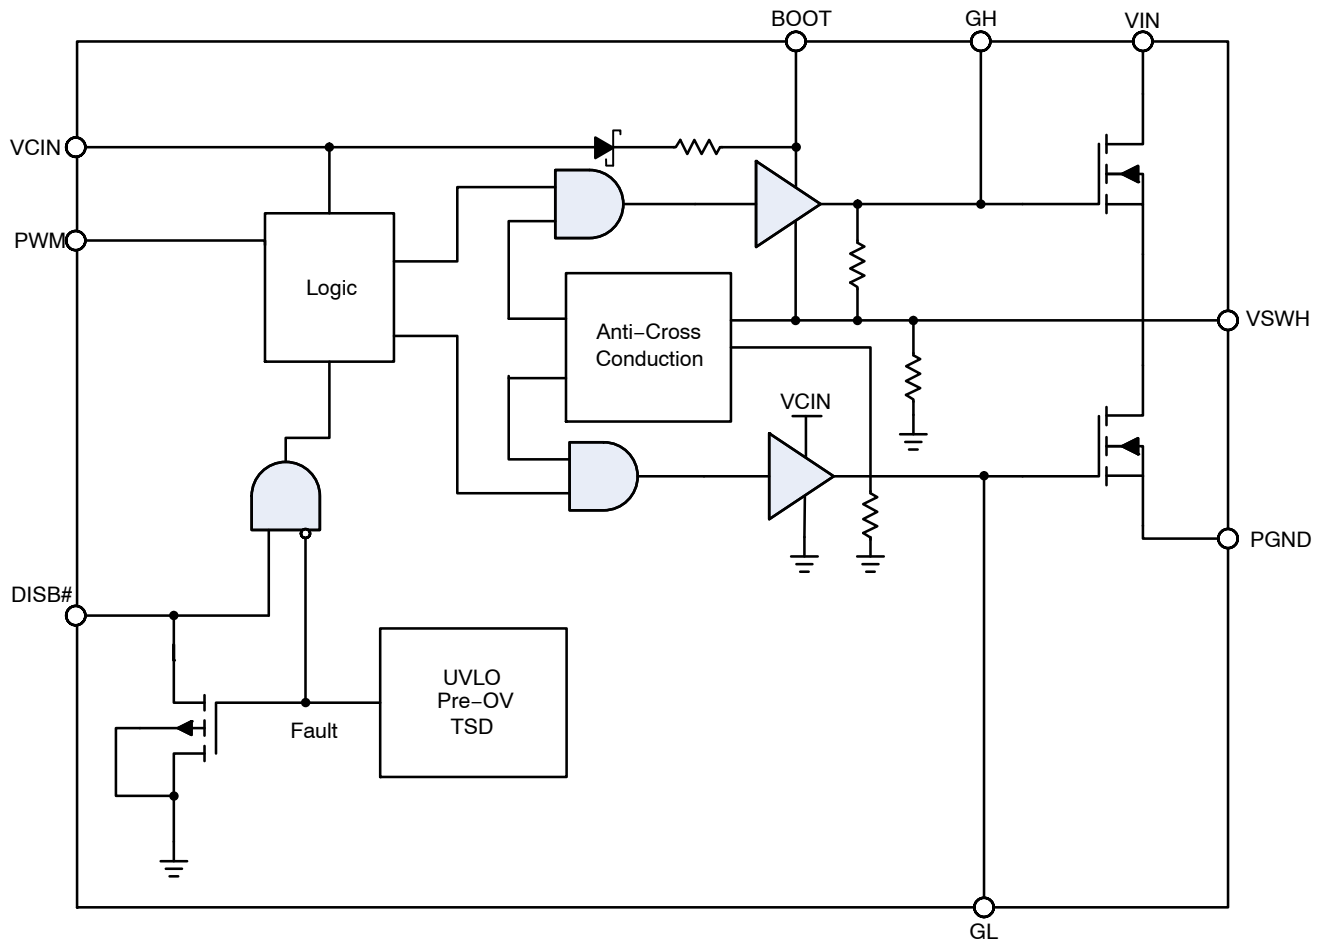 BOOT
GH
VIN
VCIN
PWM
Logic
Anti−Cross
Conduction
VSWH
VCIN
PGND
DISB#
UVLO
Pre−OV
TSD
Fault
GL